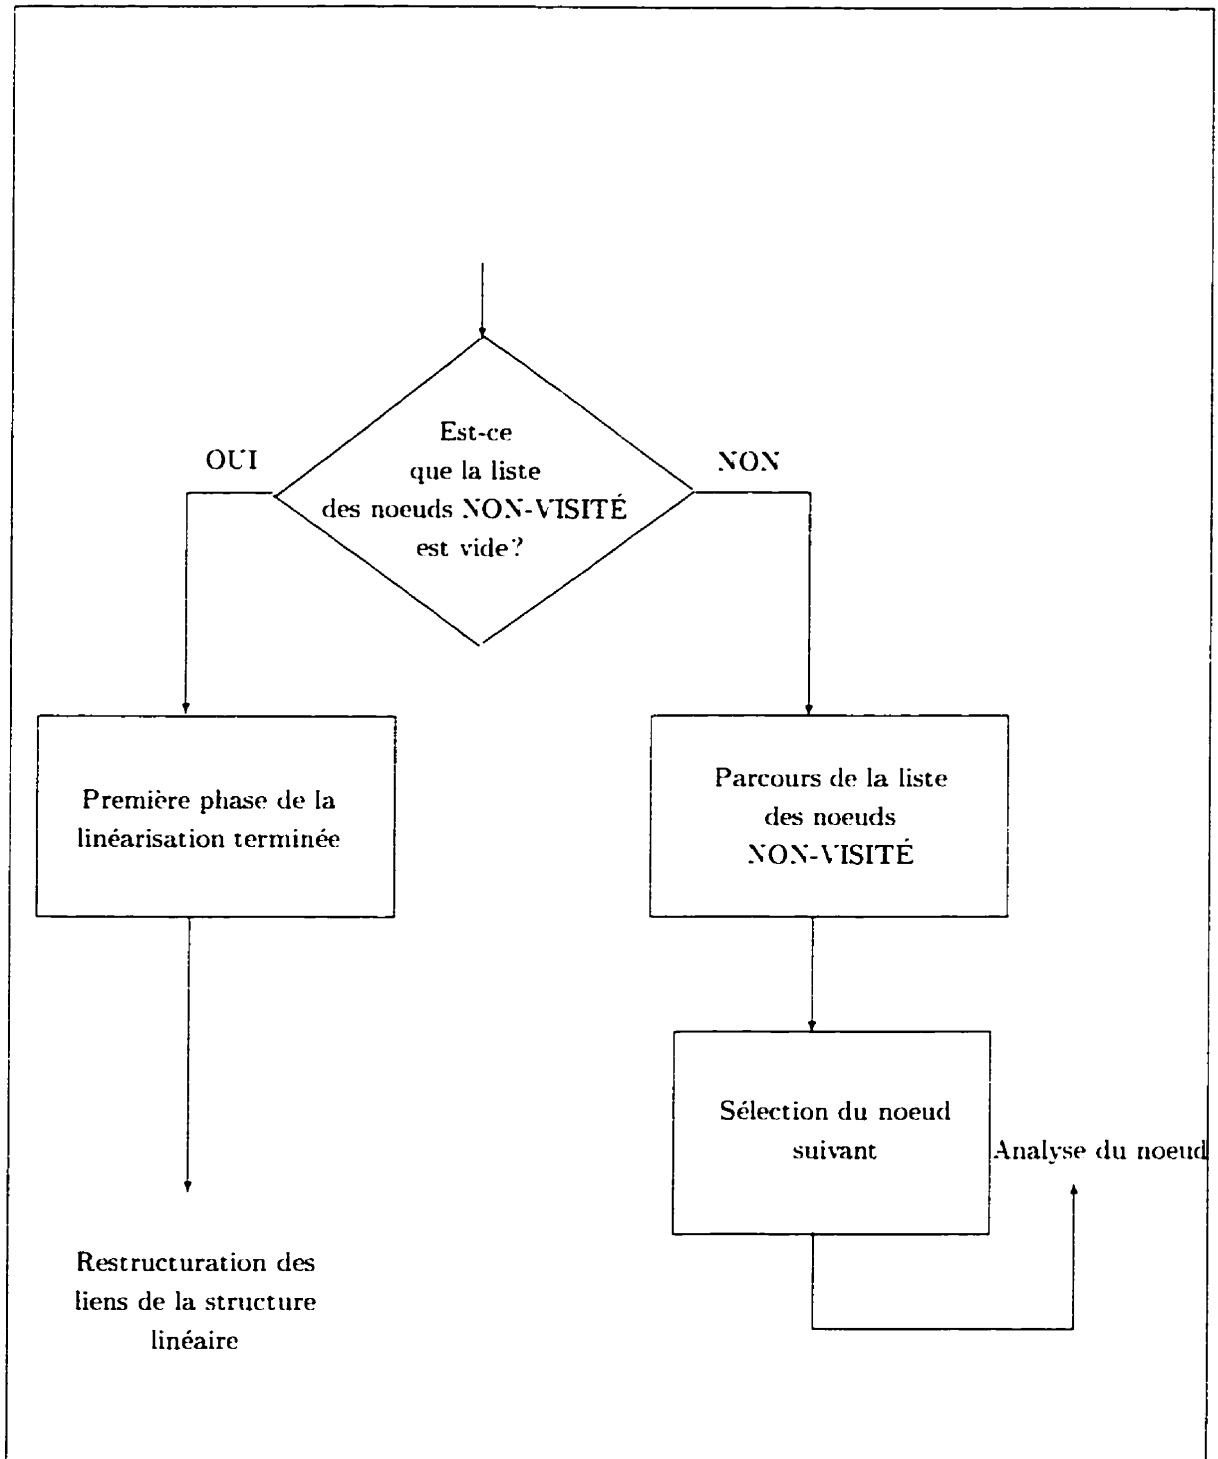 Est-ce
que la liste
des noeuds NON-VISITÉ
est vide?
OUI
NON
Première phase de la
linéarisation terminée
Parcours de la liste
des noeuds
NON-VISITÉ
Sélection du noeud
suivant
Analyse du noeud
Restructuration des
liens de la structure
linéaire